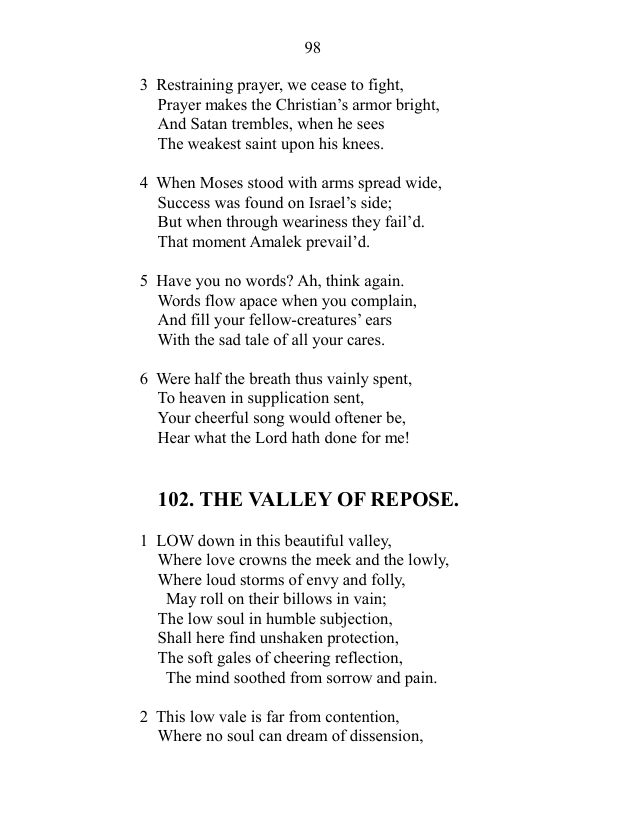 98
3 Restraining prayer, we cease to fight,
Prayer makes the Christian’s armor bright,
And Satan trembles, when he sees
The weakest saint upon his knees.
4 When Moses stood with arms spread wide,
Success was found on Israel’s side;
But when through weariness they fail’d.
That moment Amalek prevail’d.
5 Have you no words? Ah, think again.
Words flow apace when you complain,
And fill your fellow-creatures’ ears
With the sad tale of all your cares.
6 Were half the breath thus vainly spent,
To heaven in supplication sent,
Your cheerful song would oftener be,
Hear what the Lord hath done for me!
102. THE VALLEY OF REPOSE.
1 LOW down in this beautiful valley,
Where love crowns the meek and the lowly,
Where loud storms of envy and folly,
May roll on their billows in vain;
The low soul in humble subjection,
Shall here find unshaken protection,
The soft gales of cheering reflection,
The mind soothed from sorrow and pain.
2 This low vale is far from contention,
Where no soul can dream of dissension,